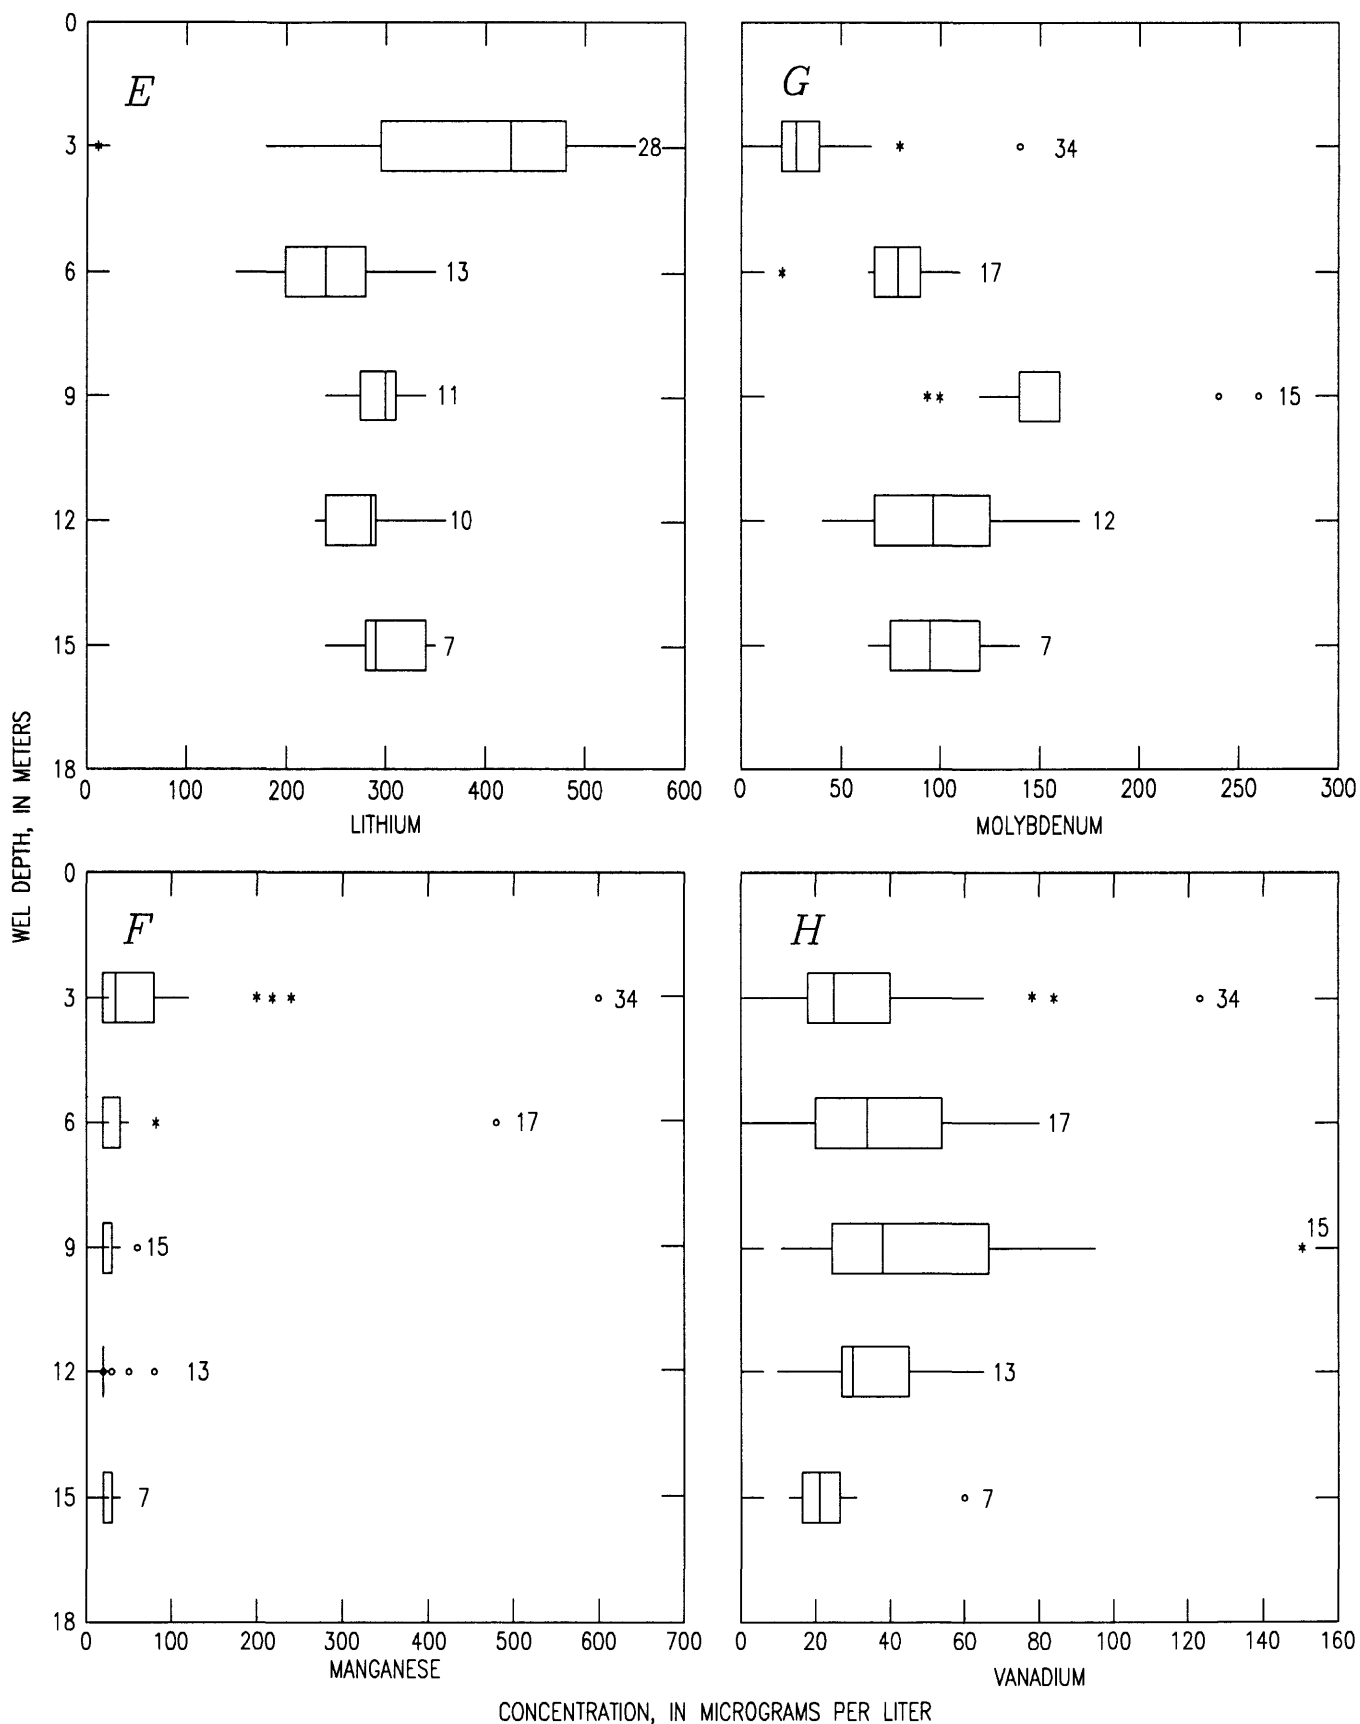 0
E
3
28
6
13
9
11
12
10
15
7
18
0 100 200 300 400 500 600
LITHIUM
G
34
17
15
12
7
0 50 100 150 200 250 300
MOLYBDENUM
WEL DEPTH, IN METERS
0
F
3
34
6
17
9
15
12
13
15
7
18
0 100 200 300 400 500 600 700
MANGANESE
H
34
17
15
13
7
0 20 40 60 80 100 120 140 160
VANADIUM
CONCENTRATION, IN MICROGRAMS PER LITER